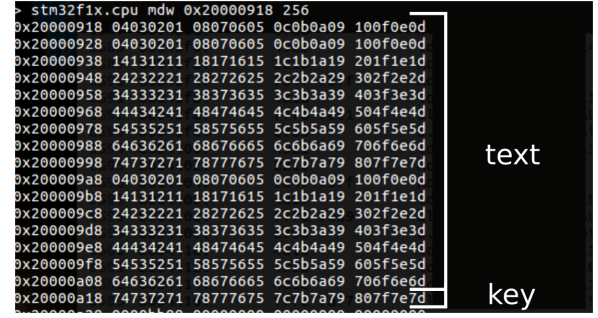 > stm32f1x.cpu mdw 0x20000918 256
0x20000918 04030201 08070605 0c0b0a09 100f0e0d
0x20000928 04030201 08070605 0c0b0a09 100f0e0d
0x20000938 14131211 18171615 1c1b1a19 201f1e1d
0x20000948 24232221 28272625 2c2b2a29 302f2e2d
0x20000958 34333231 38373635 3c3b3a39 403f3e3d
0x20000968 44434241 48474645 4c4b4a49 504f4e4d
0x20000978 54535251 58575655 5c5b5a59 605f5e5d
0x20000988 64636261 68676665 6c6b6a69 706f6e6d
0x20000998 74737271 78777675 7c7b7a79 807f7e7d
0x200009a8 04030201 08070605 0c0b0a09 100f0e0d
0x200009b8 14131211 18171615 1c1b1a19 201f1e1d
0x200009c8 24232221 28272625 2c2b2a29 302f2e2d
0x200009d8 34333231 38373635 3c3b3a39 403f3e3d
0x200009e8 44434241 48474645 4c4b4a49 504f4e4d
0x200009f8 54535251 58575655 5c5b5a59 605f5e5d
0x20000a08 64636261 68676665 6c6b6a69 706f6e6d
0x20000a18 74737271 78777675 7c7b7a79 807f7e7d
text
key